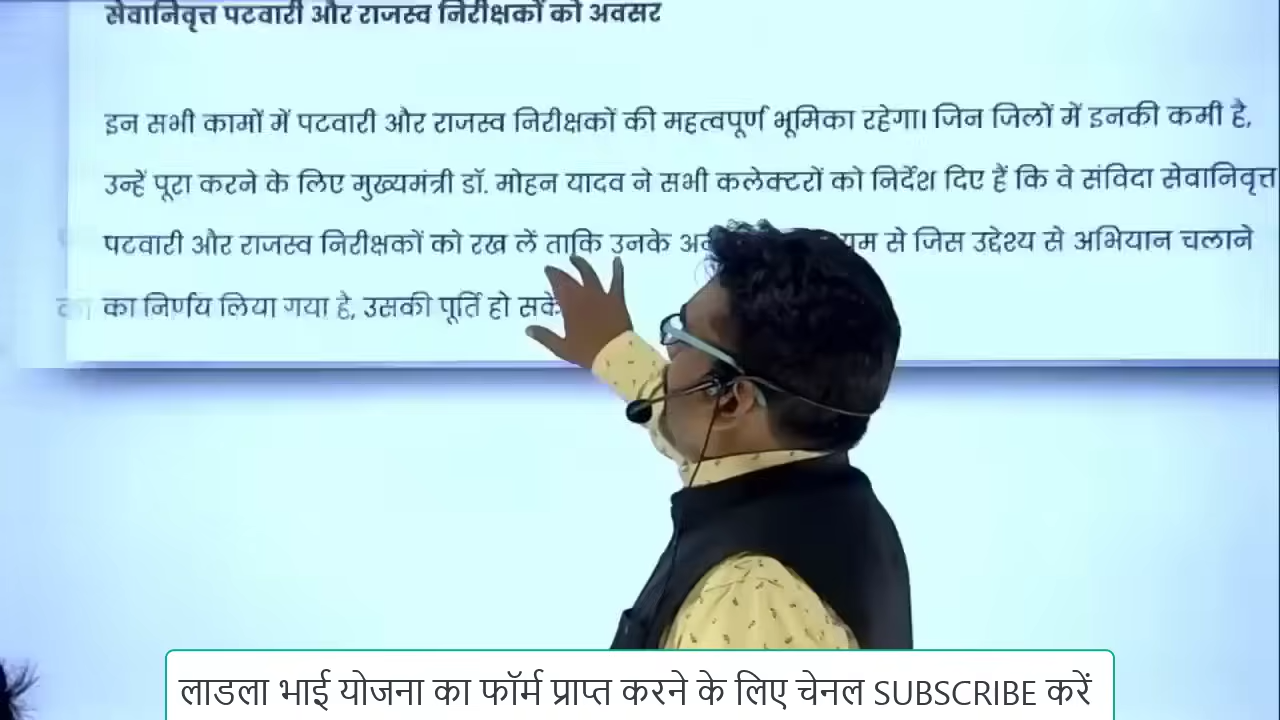 सेवानिवृत्त पटवारी और राजस्व निरीक्षकों को अवसर
इन सभी कामों में पटवारी और राजस्व निरीक्षकों की महत्वपूर्ण भूमिका रहेगा। जिन जिलों में इनकी कमी है,
उन्हें पूरा करने के लिए मुख्यमंत्री डॉ. मोहन यादव ने सभी कलेक्टरों को निर्देश दिए हैं कि वे संविदा सेवानिवृत्त
पटवारी और राजस्व निरीक्षकों को रख लें ताकि उनके से जिस उद्देश्य से अभियान चलाने
का निर्णय लिया गया है, उसकी पूर्ति हो सके
लाडला भाई योजना का फॉर्म प्राप्त करने के लिए चेनल SUBSCRIBE करें